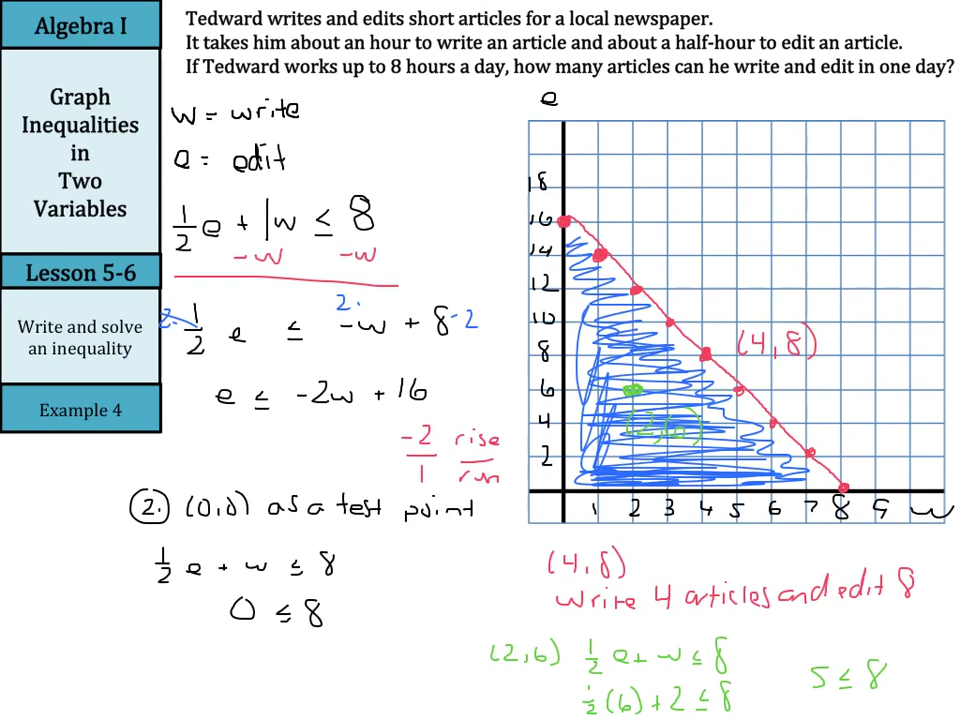 Algebra I
Graph
Inequalities
in
Two
Variables
Lesson 5-6
Write and solve
an inequality
Example 4
Tedward writes and edits short articles for a local newspaper.
It takes him about an hour to write an article and about a half-hour to edit an article.
If Tedward works up to 8 hours a day, how many articles can he write and edit in one day?
w = write
e = edit
1/2 e + 1w ≤ 8
-w -w
2· 1/2 e ≤ 2· -w + 8·2
e ≤ -2w + 16
-2/1 rise/run
2. (0,0) as a test point
1/2 e + w ≤ 8
0 ≤ 8
e
18
16
14
12
10
8
6
4
2
1 2 3 4 5 6 7 8 9 w
(4,8)
(2,6)
(4,8)
write 4 articles and edit 8
(2,6) 1/2 e + w ≤ 8
1/2 (6) + 2 ≤ 8
5 ≤ 8